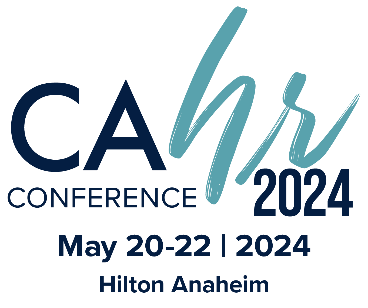 CAhr
CONFERENCE 2024
May 20-22 | 2024
Hilton Anaheim